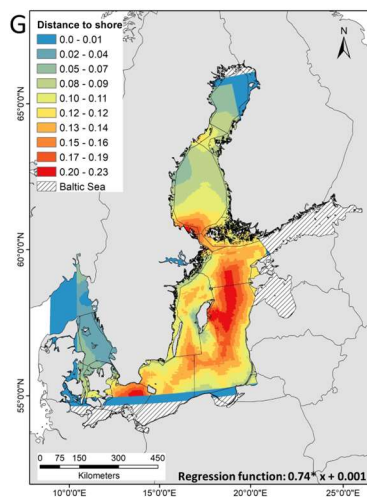 G
Distance to shore
0.0 - 0.01
0.02 - 0.04
0.05 - 0.07
0.08 - 0.09
0.10 - 0.11
0.12 - 0.12
0.13 - 0.14
0.15 - 0.16
0.17 - 0.19
0.20 - 0.23
Baltic Sea
N
65°0'0"N
60°0'0"N
55°0'0"N
0 75 150 300 450
Kilometers
Regression function: 0.74* x + 0.001
10°0'0"E 15°0'0"E 20°0'0"E 25°0'0"E